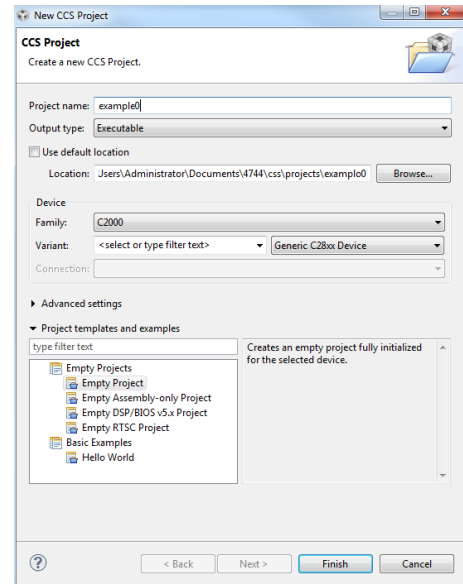 New CCS Project
CCS Project
Create a new CCS Project.
Project name: example0
Output type: Executable
Use default location
Location: Jsers\Administrator\Documents\4744\css\projects\example0 Browse...
Device
Family: C2000
Variant: <select or type filter text> Generic C28xx Device
Connection:
Advanced settings
Project templates and examples
type filter text
Creates an empty project fully initialized
for the selected device.
Empty Projects
Empty Project
Empty Assembly-only Project
Empty DSP/BIOS v5.x Project
Empty RTSC Project
Basic Examples
Hello World
? < Back Next > Finish Cancel